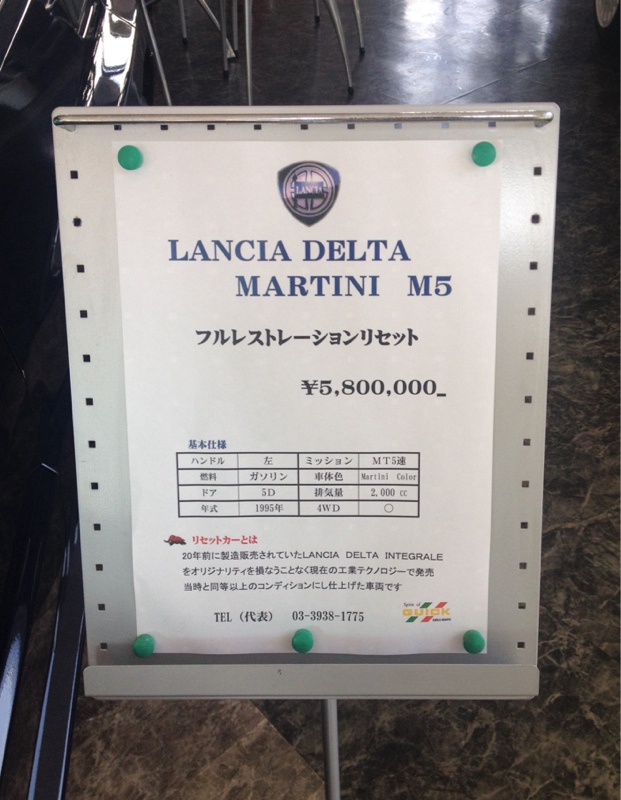 LANCIA
LANCIA DELTA
MARTINI M5
フルレストレーションリセット
¥5,800,000_
基本仕様
ハンドル 左 ミッション MT5速
燃料 ガソリン 車体色 Martini Color
ドア 5D 排気量 2,000 cc
年式 1995年 4WD ○
リセットカーとは
20年前に製造販売されていたLANCIA DELTA INTEGRALE
をオリジナリティを損なうことなく現在の工業テクノロジーで発売
当時と同等以上のコンディションにし仕上げた車両です
TEL（代表） 03-3938-1775
QUICK